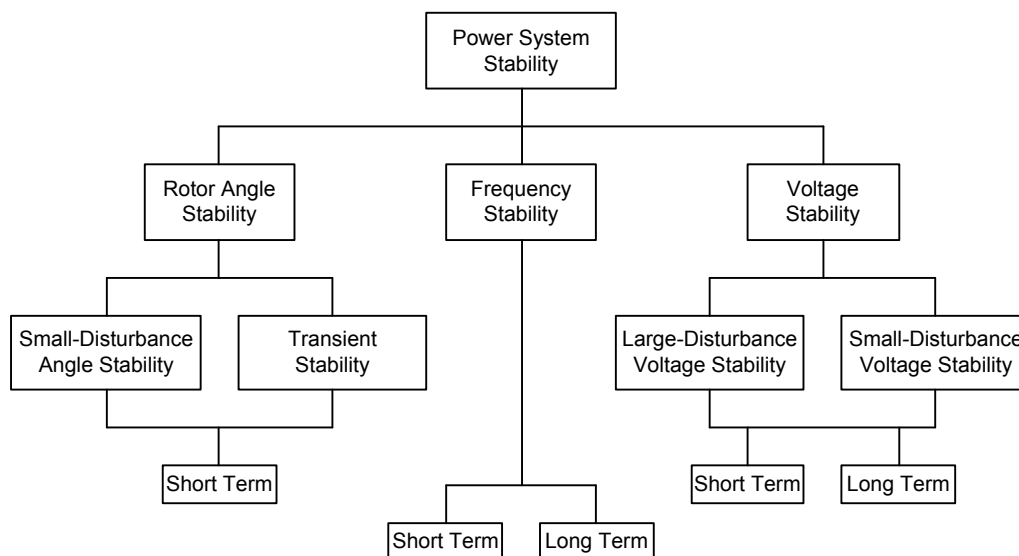 Power System
Stability
Rotor Angle
Stability
Frequency
Stability
Voltage
Stability
Small-Disturbance
Angle Stability
Transient
Stability
Large-Disturbance
Voltage Stability
Small-Disturbance
Voltage Stability
Short Term
Short Term
Long Term
Short Term
Long Term